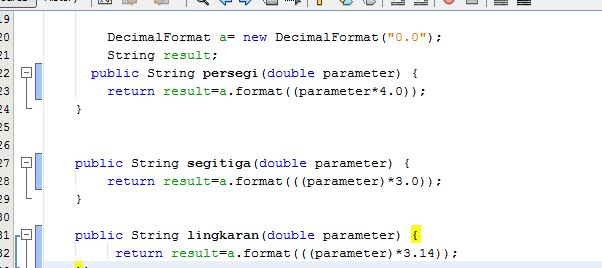 19
20 DecimalFormat a= new DecimalFormat("0.0");
21 String result;
22 public String persegi(double parameter) {
23 return result=a.format((parameter*4.0));
24 }
25
26
27 public String segitiga(double parameter) {
28 return result=a.format(((parameter)*3.0));
29 }
30
31 public String lingkaran(double parameter) {
32 return result=a.format(((parameter)*3.14));